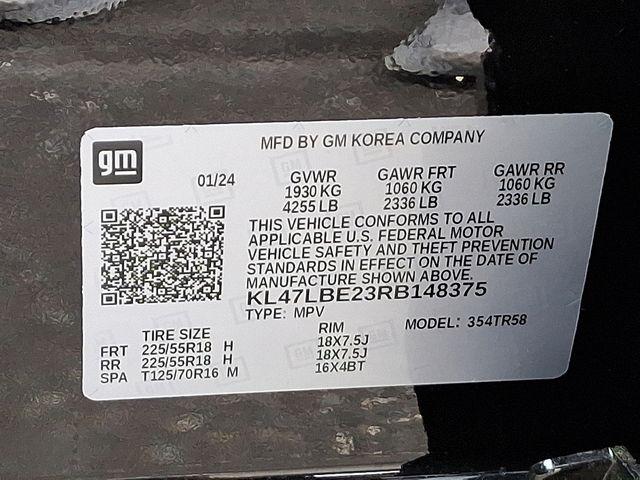 MFD BY GM KOREA COMPANY
gm
01/24
GVWR GAWR FRT GAWR RR
1930 KG 1060 KG 1060 KG
4255 LB 2336 LB 2336 LB
THIS VEHICLE CONFORMS TO ALL
APPLICABLE U.S. FEDERAL MOTOR
VEHICLE SAFETY AND THEFT PREVENTION
STANDARDS IN EFFECT ON THE DATE OF
MANUFACTURE SHOWN ABOVE.
KL47LBE23RB148375
TYPE: MPV MODEL: 354TR58
TIRE SIZE RIM
FRT 225/55R18 H 18X7.5J
RR 225/55R18 H 18X7.5J
SPA T125/70R16 M 16X4BT